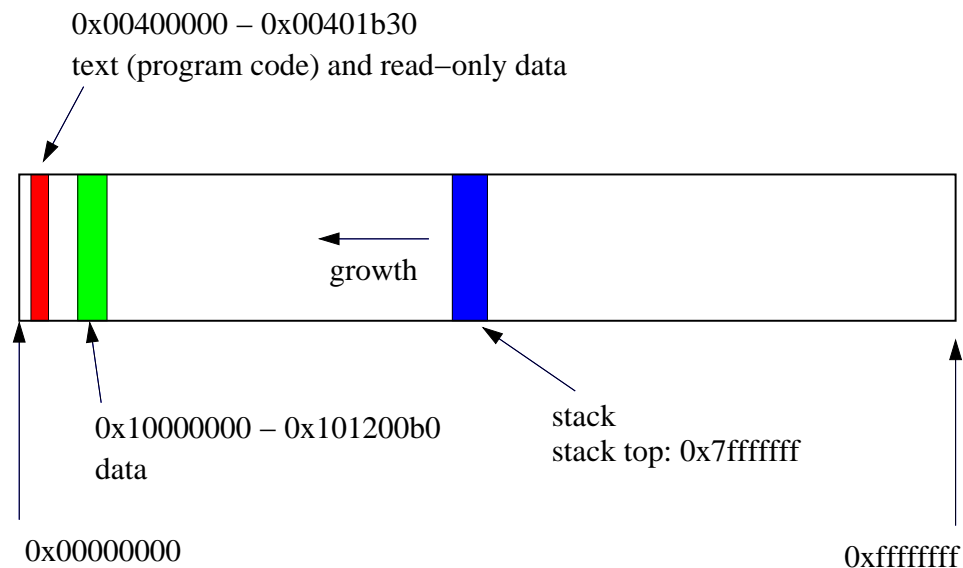 0x00400000 – 0x00401b30
text (program code) and read–only data
growth
0x10000000 – 0x101200b0
data
stack
stack top: 0x7fffffff
0x00000000
0xffffffff